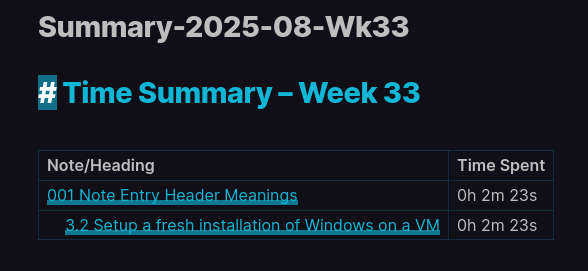 Summary-2025-08-Wk33
# Time Summary – Week 33
Note/Heading Time Spent
001 Note Entry Header Meanings 0h 2m 23s
3.2 Setup a fresh installation of Windows on a VM 0h 2m 23s